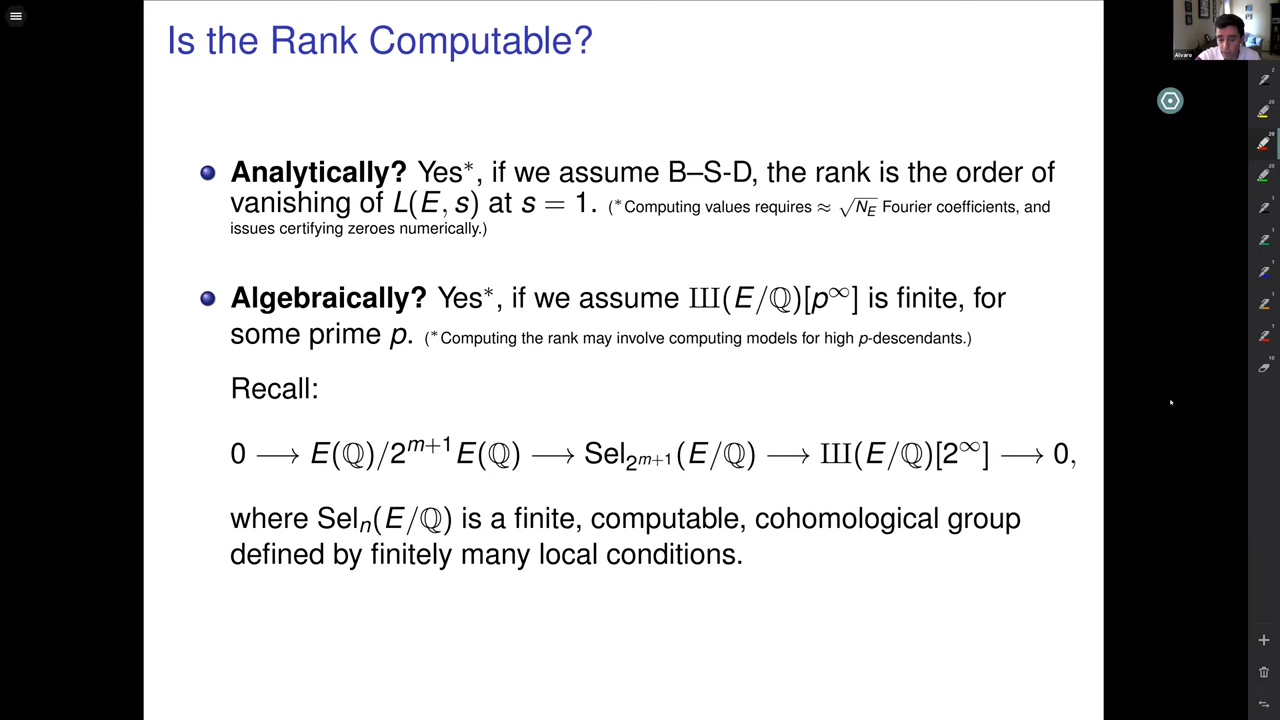 Is the Rank Computable?
Alvaro
Analytically? Yes*, if we assume B–S-D, the rank is the order of
vanishing of L(E, s) at s = 1. (*Computing values requires ≈ √N_E Fourier coefficients, and
issues certifying zeroes numerically.)
Algebraically? Yes*, if we assume Ш(E/ℚ)[p^∞] is finite, for
some prime p. (*Computing the rank may involve computing models for high p-descendants.)
Recall:
0 ⟶ E(ℚ)/2^{m+1}E(ℚ) ⟶ Sel_{2^{m+1}}(E/ℚ) ⟶ Ш(E/ℚ)[2^∞] ⟶ 0,
where Sel_n(E/ℚ) is a finite, computable, cohomological group
defined by finitely many local conditions.